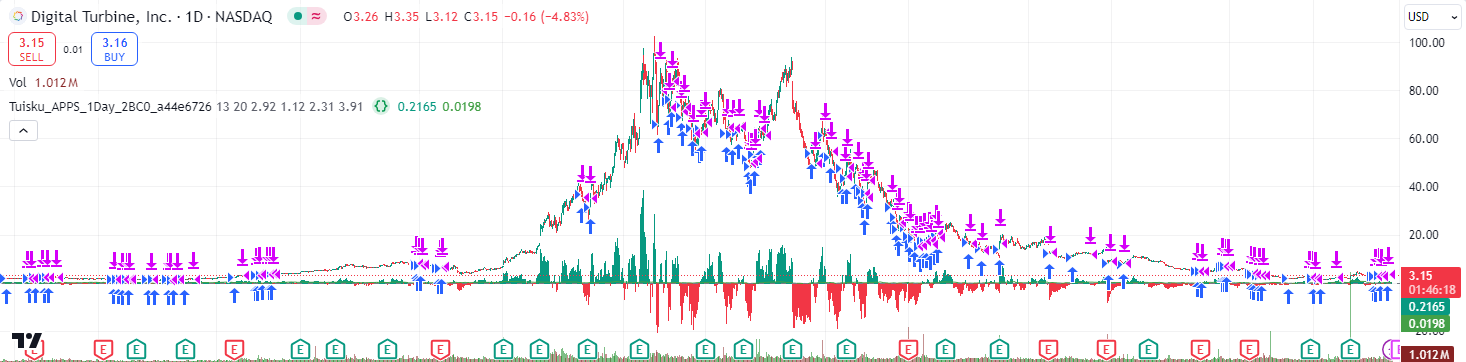 Digital Turbine, Inc. · 1D · NASDAQ O3.26 H3.35 L3.12 C3.15 −0.16 (−4.83%)
USD
3.15 SELL
0.01
3.16 BUY
Vol 1.012 M
Tuisku_APPS_1Day_2BC0_a44e6726 13 20 2.92 1.12 2.31 3.91 {} 0.2165 0.0198
100.00
80.00
60.00
40.00
20.00
3.15
01:46:18
0.2165
0.0198
1.012 M
E E E E E E E E E E E E E E E E E E E E E E E E E E E E